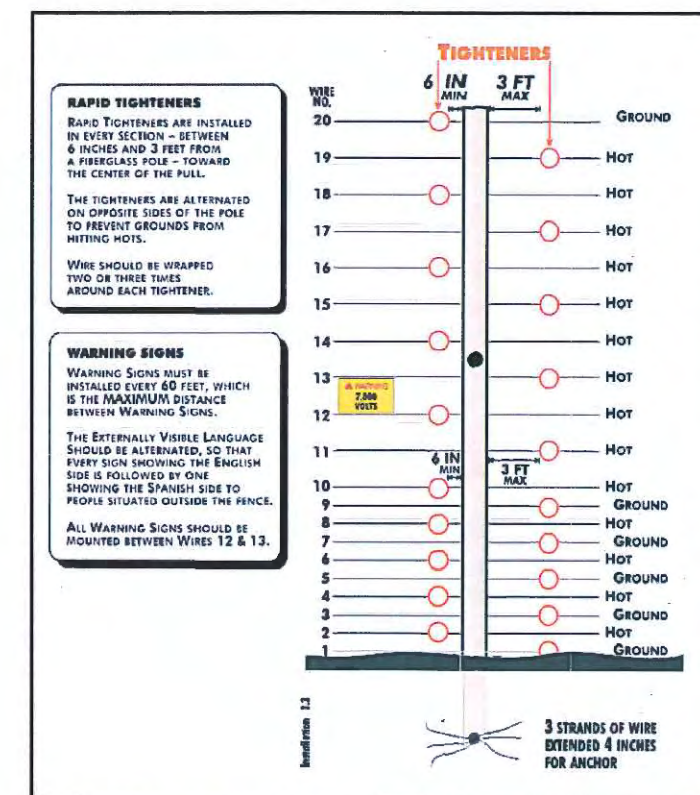 TIGHTENERS
6 IN MIN
3 FT MAX
WIRE NO.
RAPID TIGHTENERS
RAPID TIGHTENERS ARE INSTALLED
IN EVERY SECTION – BETWEEN
6 INCHES AND 3 FEET FROM
A FIBERGLASS POLE – TOWARD
THE CENTER OF THE PULL.
THE TIGHTENERS ARE ALTERNATED
ON OPPOSITE SIDES OF THE POLE
TO PREVENT GROUNDS FROM
HITTING HOTS.
WIRE SHOULD BE WRAPPED
TWO OR THREE TIMES
AROUND EACH TIGHTENER.
WARNING SIGNS
WARNING SIGNS MUST BE
INSTALLED EVERY 60 FEET, WHICH
IS THE MAXIMUM DISTANCE
BETWEEN WARNING SIGNS.
THE EXTERNALLY VISIBLE LANGUAGE
SHOULD BE ALTERNATED, SO THAT
EVERY SIGN SHOWING THE ENGLISH
SIDE IS FOLLOWED BY ONE
SHOWING THE SPANISH SIDE TO
PEOPLE SITUATED OUTSIDE THE FENCE.
ALL WARNING SIGNS SHOULD BE
MOUNTED BETWEEN WIRES 12 & 13.
20 GROUND
19 HOT
18 HOT
17 HOT
16 HOT
15 HOT
14 HOT
13 HOT
WARNING
7,000
VOLTS
12 HOT
11 HOT
6 IN MIN
3 FT MAX
10 HOT
9 GROUND
8 HOT
7 GROUND
6 HOT
5 GROUND
4 HOT
3 GROUND
2 HOT
1 GROUND
Installation 1.3
3 STRANDS OF WIRE
EXTENDED 4 INCHES
FOR ANCHOR